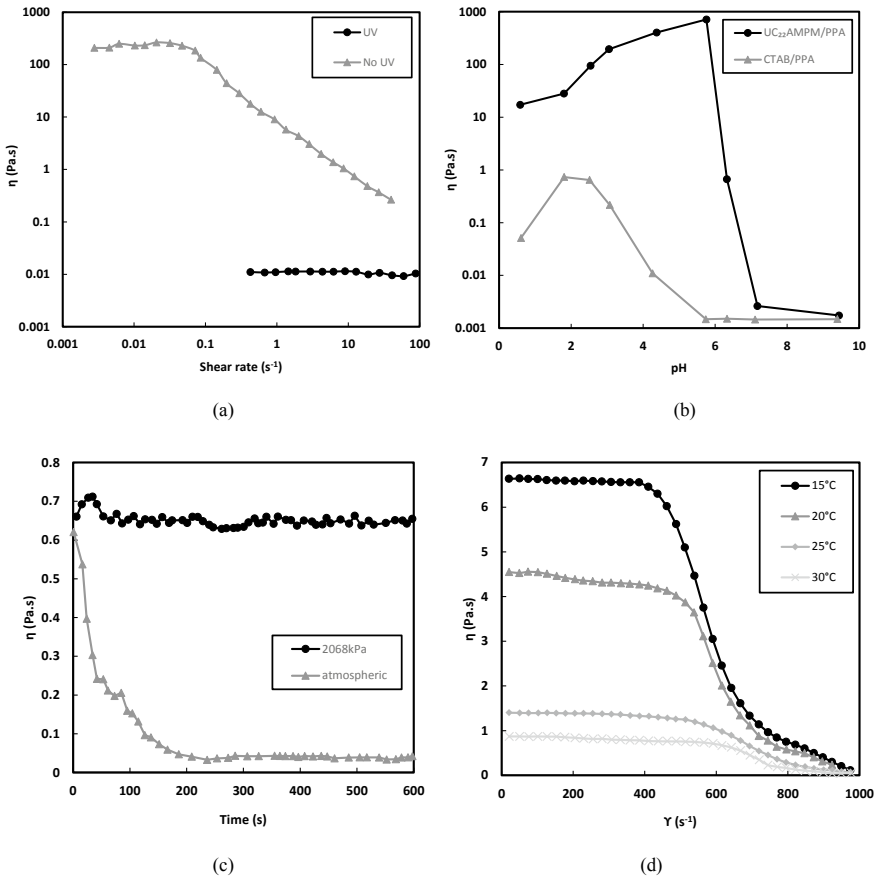 1000
100
10
1
0.1
0.01
0.001
η (Pa.s)
UV
No UV
0.001 0.01 0.1 1 10 100
Shear rate (s⁻¹)
(a)
1000
100
10
1
0.1
0.01
0.001
η (Pa.s)
UC₂₂AMPM/PPA
CTAB/PPA
0 2 4 6 8 10
pH
(b)
0.8
0.7
0.6
0.5
0.4
0.3
0.2
0.1
0
η (Pa.s)
2068kPa
atmospheric
0 100 200 300 400 500 600
Time (s)
(c)
7
6
5
4
3
2
1
0
η (Pa.s)
15°C
20°C
25°C
30°C
0 200 400 600 800 1000
ϒ (s⁻¹)
(d)